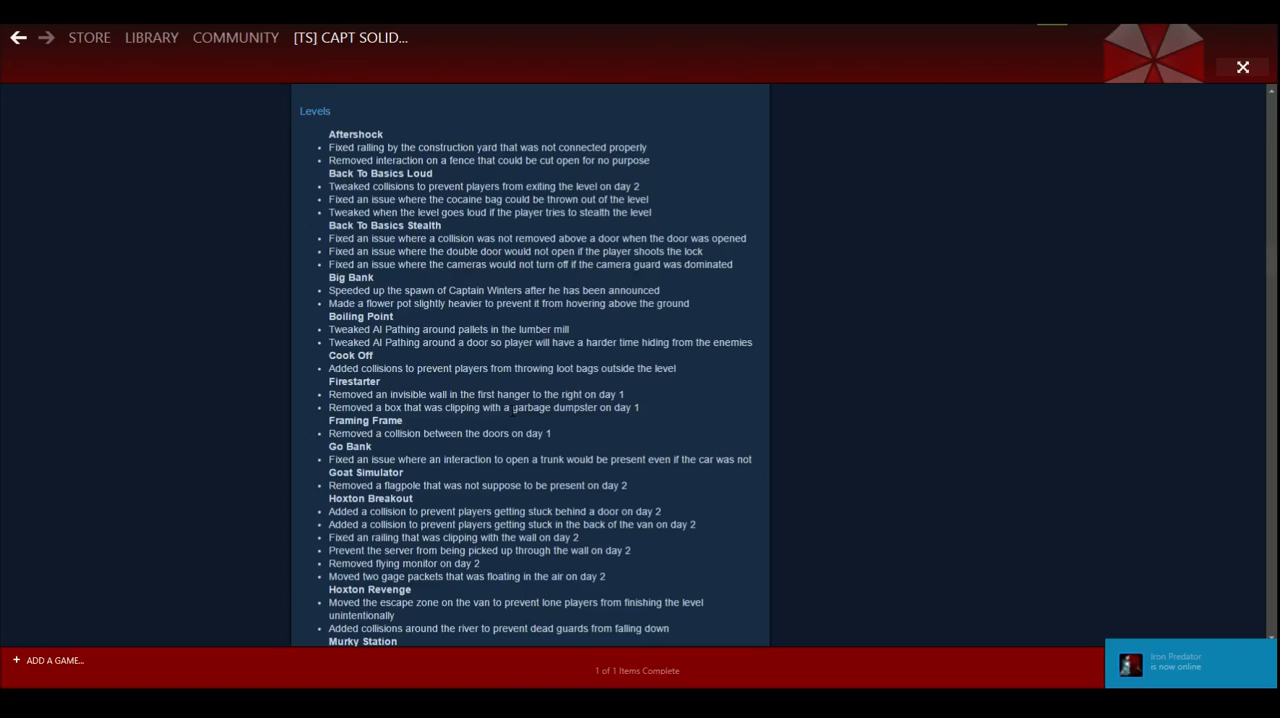 STORE LIBRARY COMMUNITY [TS] CAPT SOLID...
Levels
Aftershock
Fixed ralling by the construction yard that was not connected properly
Removed interaction on a fence that could be cut open for no purpose
Back To Basics Loud
Tweaked collisions to prevent players from exiting the level on day 2
Fixed an issue where the cocaine bag could be thrown out of the level
Tweaked when the level goes loud if the player tries to stealth the level
Back To Basics Stealth
Fixed an issue where a collision was not removed above a door when the door was opened
Fixed an issue where the double door would not open if the player shoots the lock
Fixed an issue where the cameras would not turn off if the camera guard was dominated
Big Bank
Speeded up the spawn of Captain Winters after he has been announced
Made a flower pot slightly heavier to prevent it from hovering above the ground
Boiling Point
Tweaked AI Pathing around pallets in the lumber mill
Tweaked AI Pathing around a door so player will have a harder time hiding from the enemies
Cook Off
Added collisions to prevent players from throwing loot bags outside the level
Firestarter
Removed an invisible wall in the first hanger to the right on day 1
Removed a box that was clipping with a garbage dumpster on day 1
Framing Frame
Removed a collision between the doors on day 1
Go Bank
Fixed an issue where an interaction to open a trunk would be present even if the car was not
Goat Simulator
Removed a flagpole that was not suppose to be present on day 2
Hoxton Breakout
Added a collision to prevent players getting stuck behind a door on day 2
Added a collision to prevent players getting stuck in the back of the van on day 2
Fixed an railing that was clipping with the wall on day 2
Prevent the server from being picked up through the wall on day 2
Removed flying monitor on day 2
Moved two gage packets that was floating in the air on day 2
Hoxton Revenge
Moved the escape zone on the van to prevent lone players from finishing the level
unintentionally
Added collisions around the river to prevent dead guards from falling down
Murky Station
+ ADD A GAME...
1 of 1 Items Complete
Iron Predator
is now online